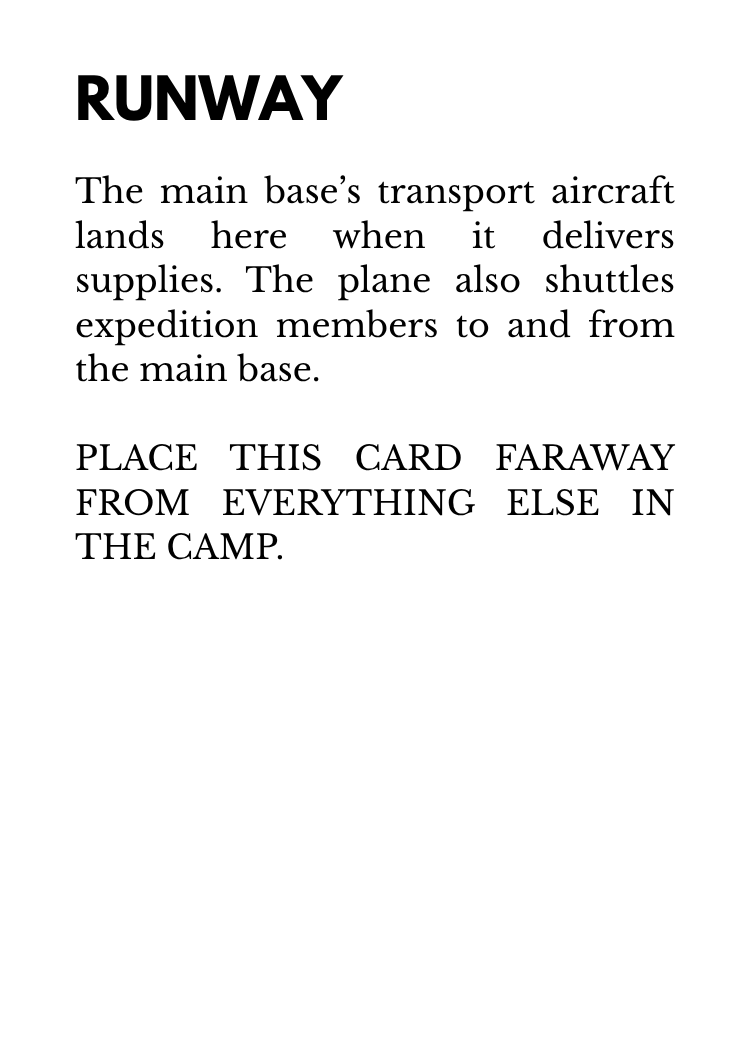 RUNWAY
The main base’s transport aircraft
lands here when it delivers
supplies. The plane also shuttles
expedition members to and from
the main base.
PLACE THIS CARD FARAWAY
FROM EVERYTHING ELSE IN
THE CAMP.